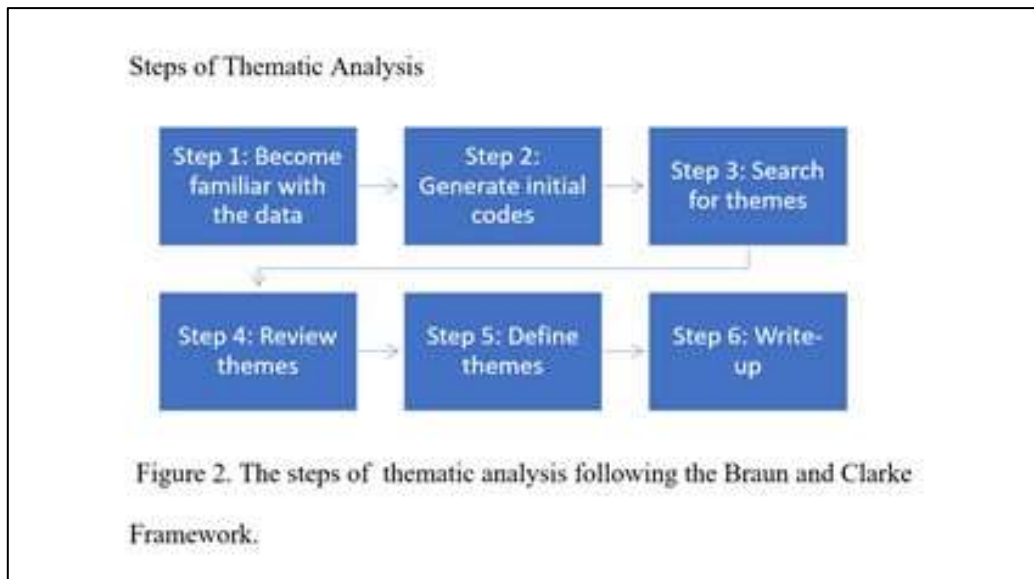 Steps of Thematic Analysis
Step 1: Become
familiar with
the data
Step 2:
Generate initial
codes
Step 3: Search
for themes
Step 4: Review
themes
Step 5: Define
themes
Step 6: Write-
up
Figure 2. The steps of thematic analysis following the Braun and Clarke
Framework.